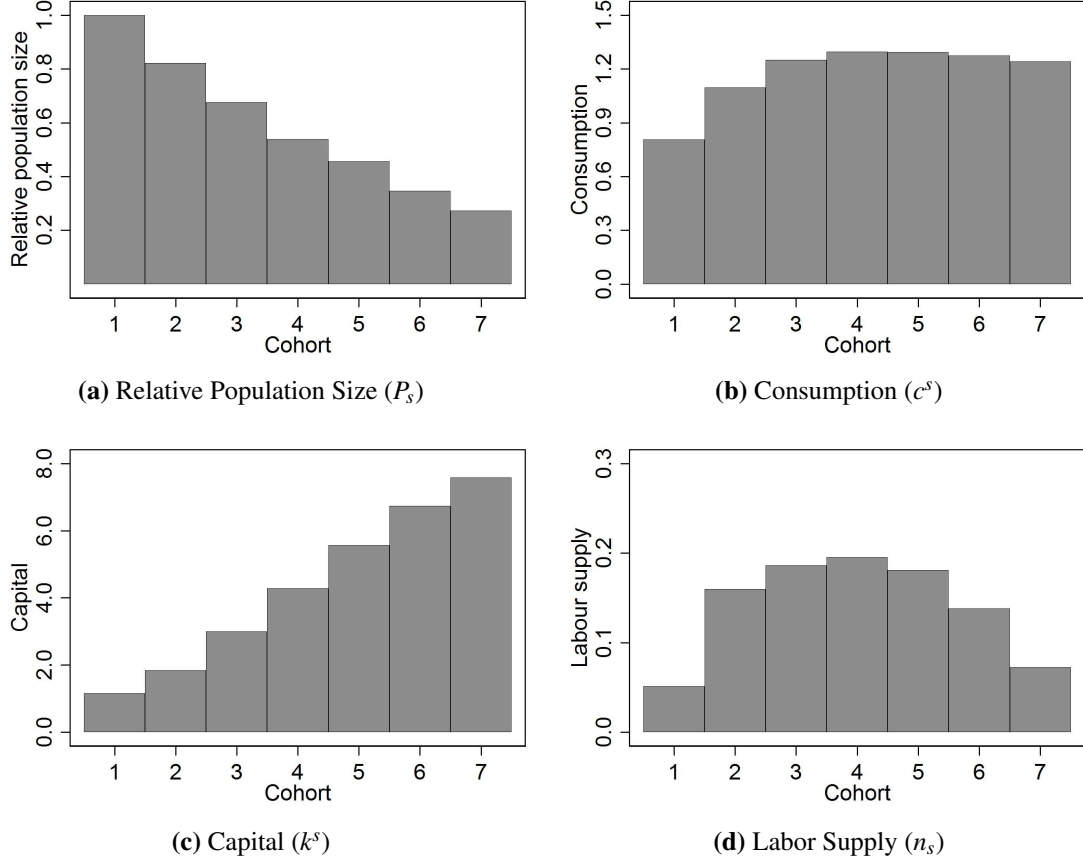 Relative population size
1.0
0.8
0.6
0.4
0.2
1 2 3 4 5 6 7
Cohort
(a) Relative Population Size (Pₛ)
Consumption
1.5
1.2
0.9
0.6
0.3
0.0
1 2 3 4 5 6 7
Cohort
(b) Consumption (cˢ)
Capital
8.0
6.0
4.0
2.0
0.0
1 2 3 4 5 6 7
Cohort
(c) Capital (kˢ)
Labour supply
0.3
0.2
0.1
0.0
1 2 3 4 5 6 7
Cohort
(d) Labor Supply (nₛ)